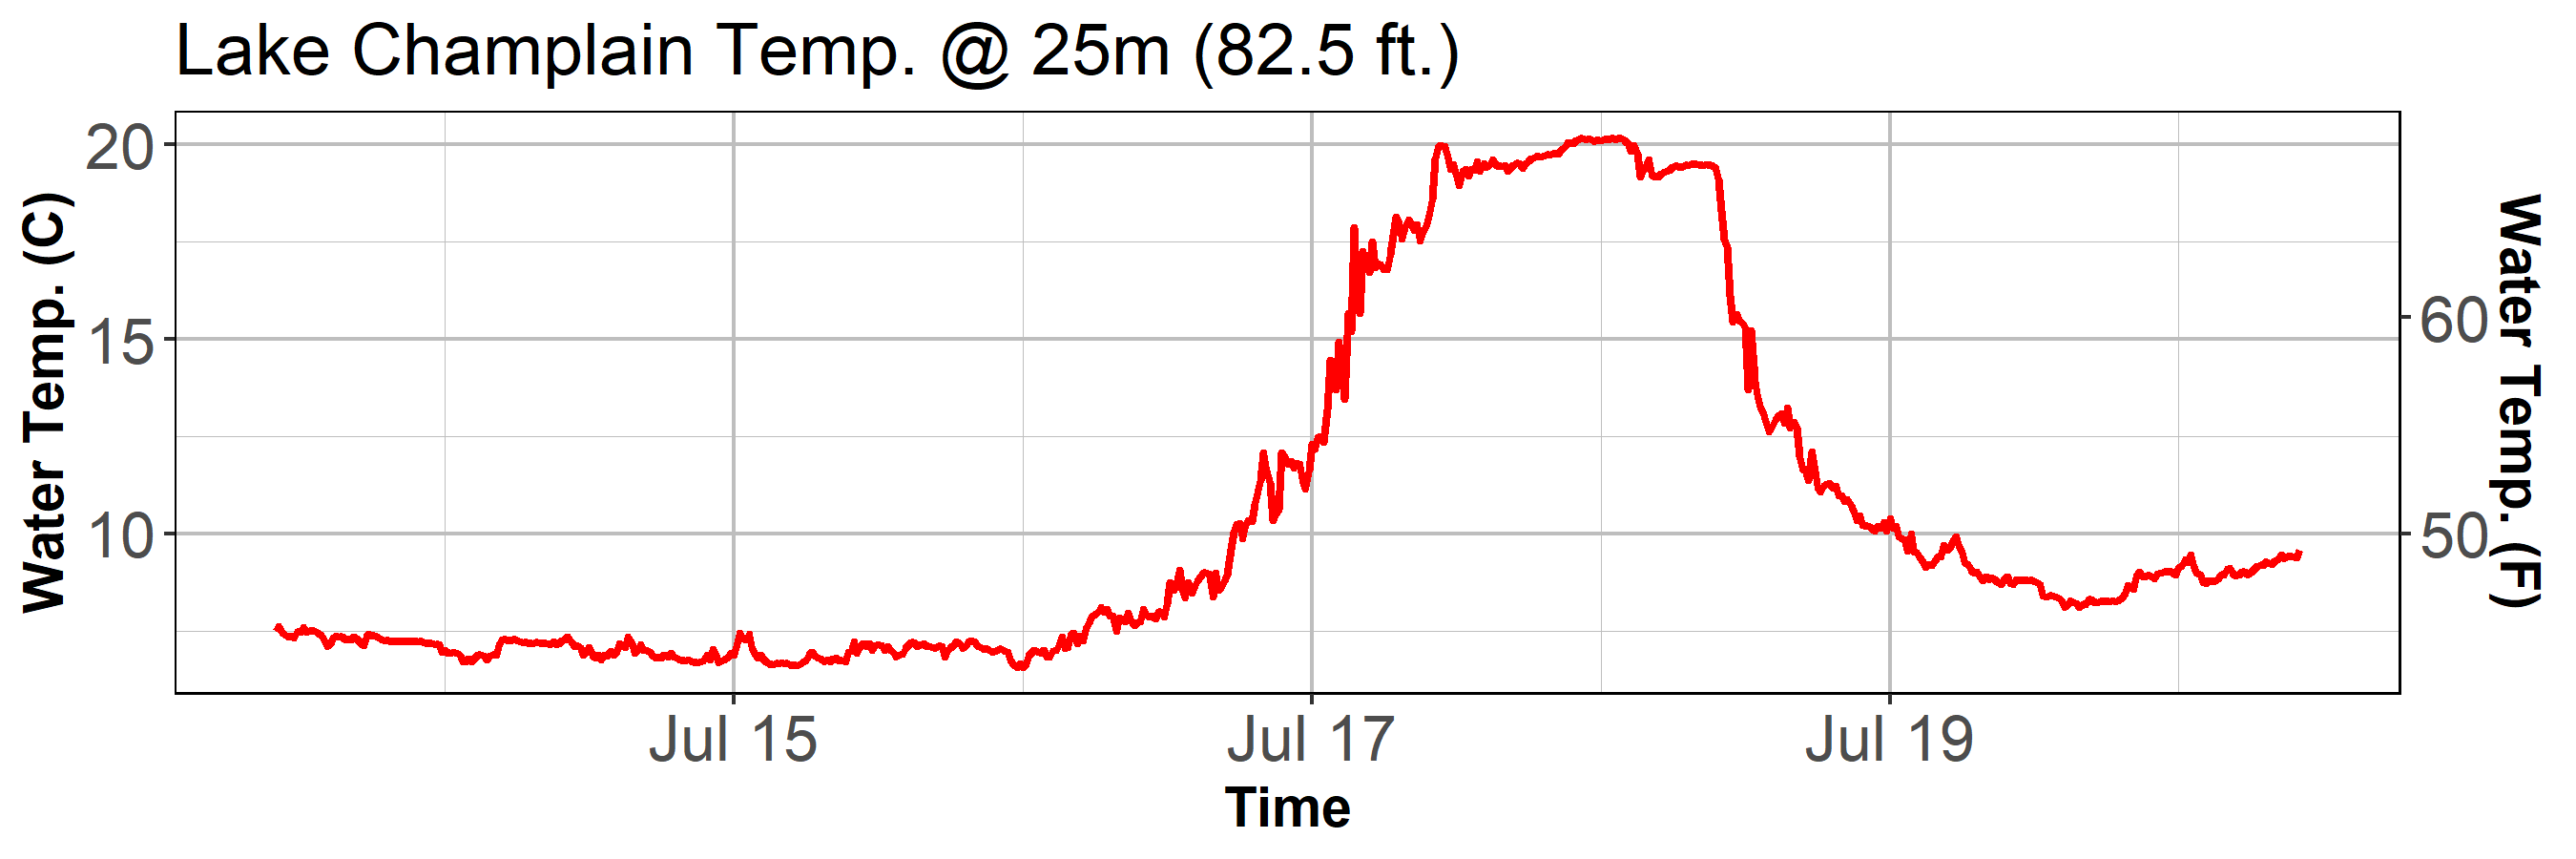 Lake Champlain Temp. @ 25m (82.5 ft.)
Water Temp. (C)
20
15
10
60
50
Water Temp. (F)
Jul 15
Jul 17
Jul 19
Time